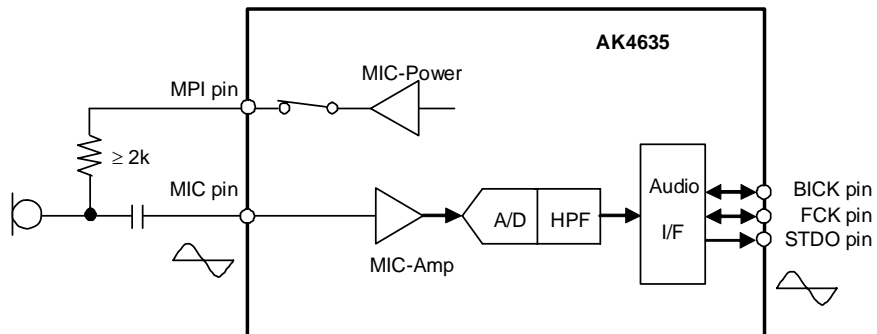 AK4635
MPI pin
MIC-Power
≥ 2k
MIC pin
MIC-Amp
A/D
HPF
Audio
I/F
BICK pin
FCK pin
STDO pin